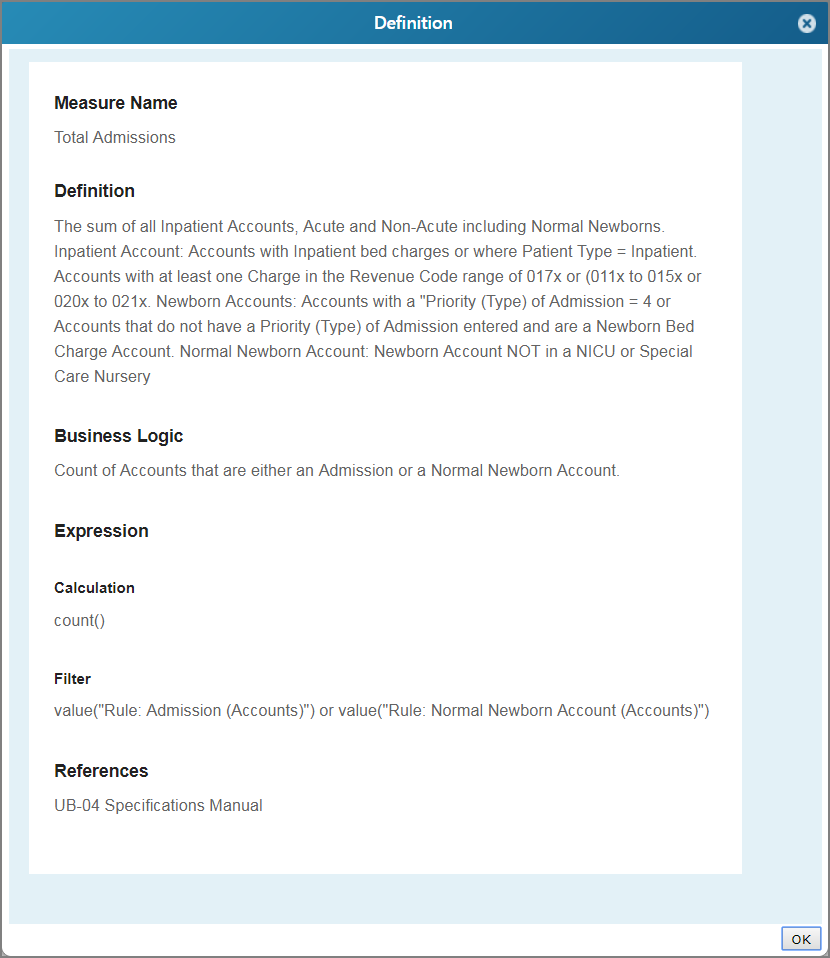 Definition
Measure Name
Total Admissions
Definition
The sum of all Inpatient Accounts, Acute and Non-Acute including Normal Newborns.
Inpatient Account: Accounts with Inpatient bed charges or where Patient Type = Inpatient.
Accounts with at least one Charge in the Revenue Code range of 017x or (011x to 015x or
020x to 021x. Newborn Accounts: Accounts with a "Priority (Type) of Admission = 4 or
Accounts that do not have a Priority (Type) of Admission entered and are a Newborn Bed
Charge Account. Normal Newborn Account: Newborn Account NOT in a NICU or Special
Care Nursery
Business Logic
Count of Accounts that are either an Admission or a Normal Newborn Account.
Expression
Calculation
count()
Filter
value("Rule: Admission (Accounts)") or value("Rule: Normal Newborn Account (Accounts)")
References
UB-04 Specifications Manual
OK